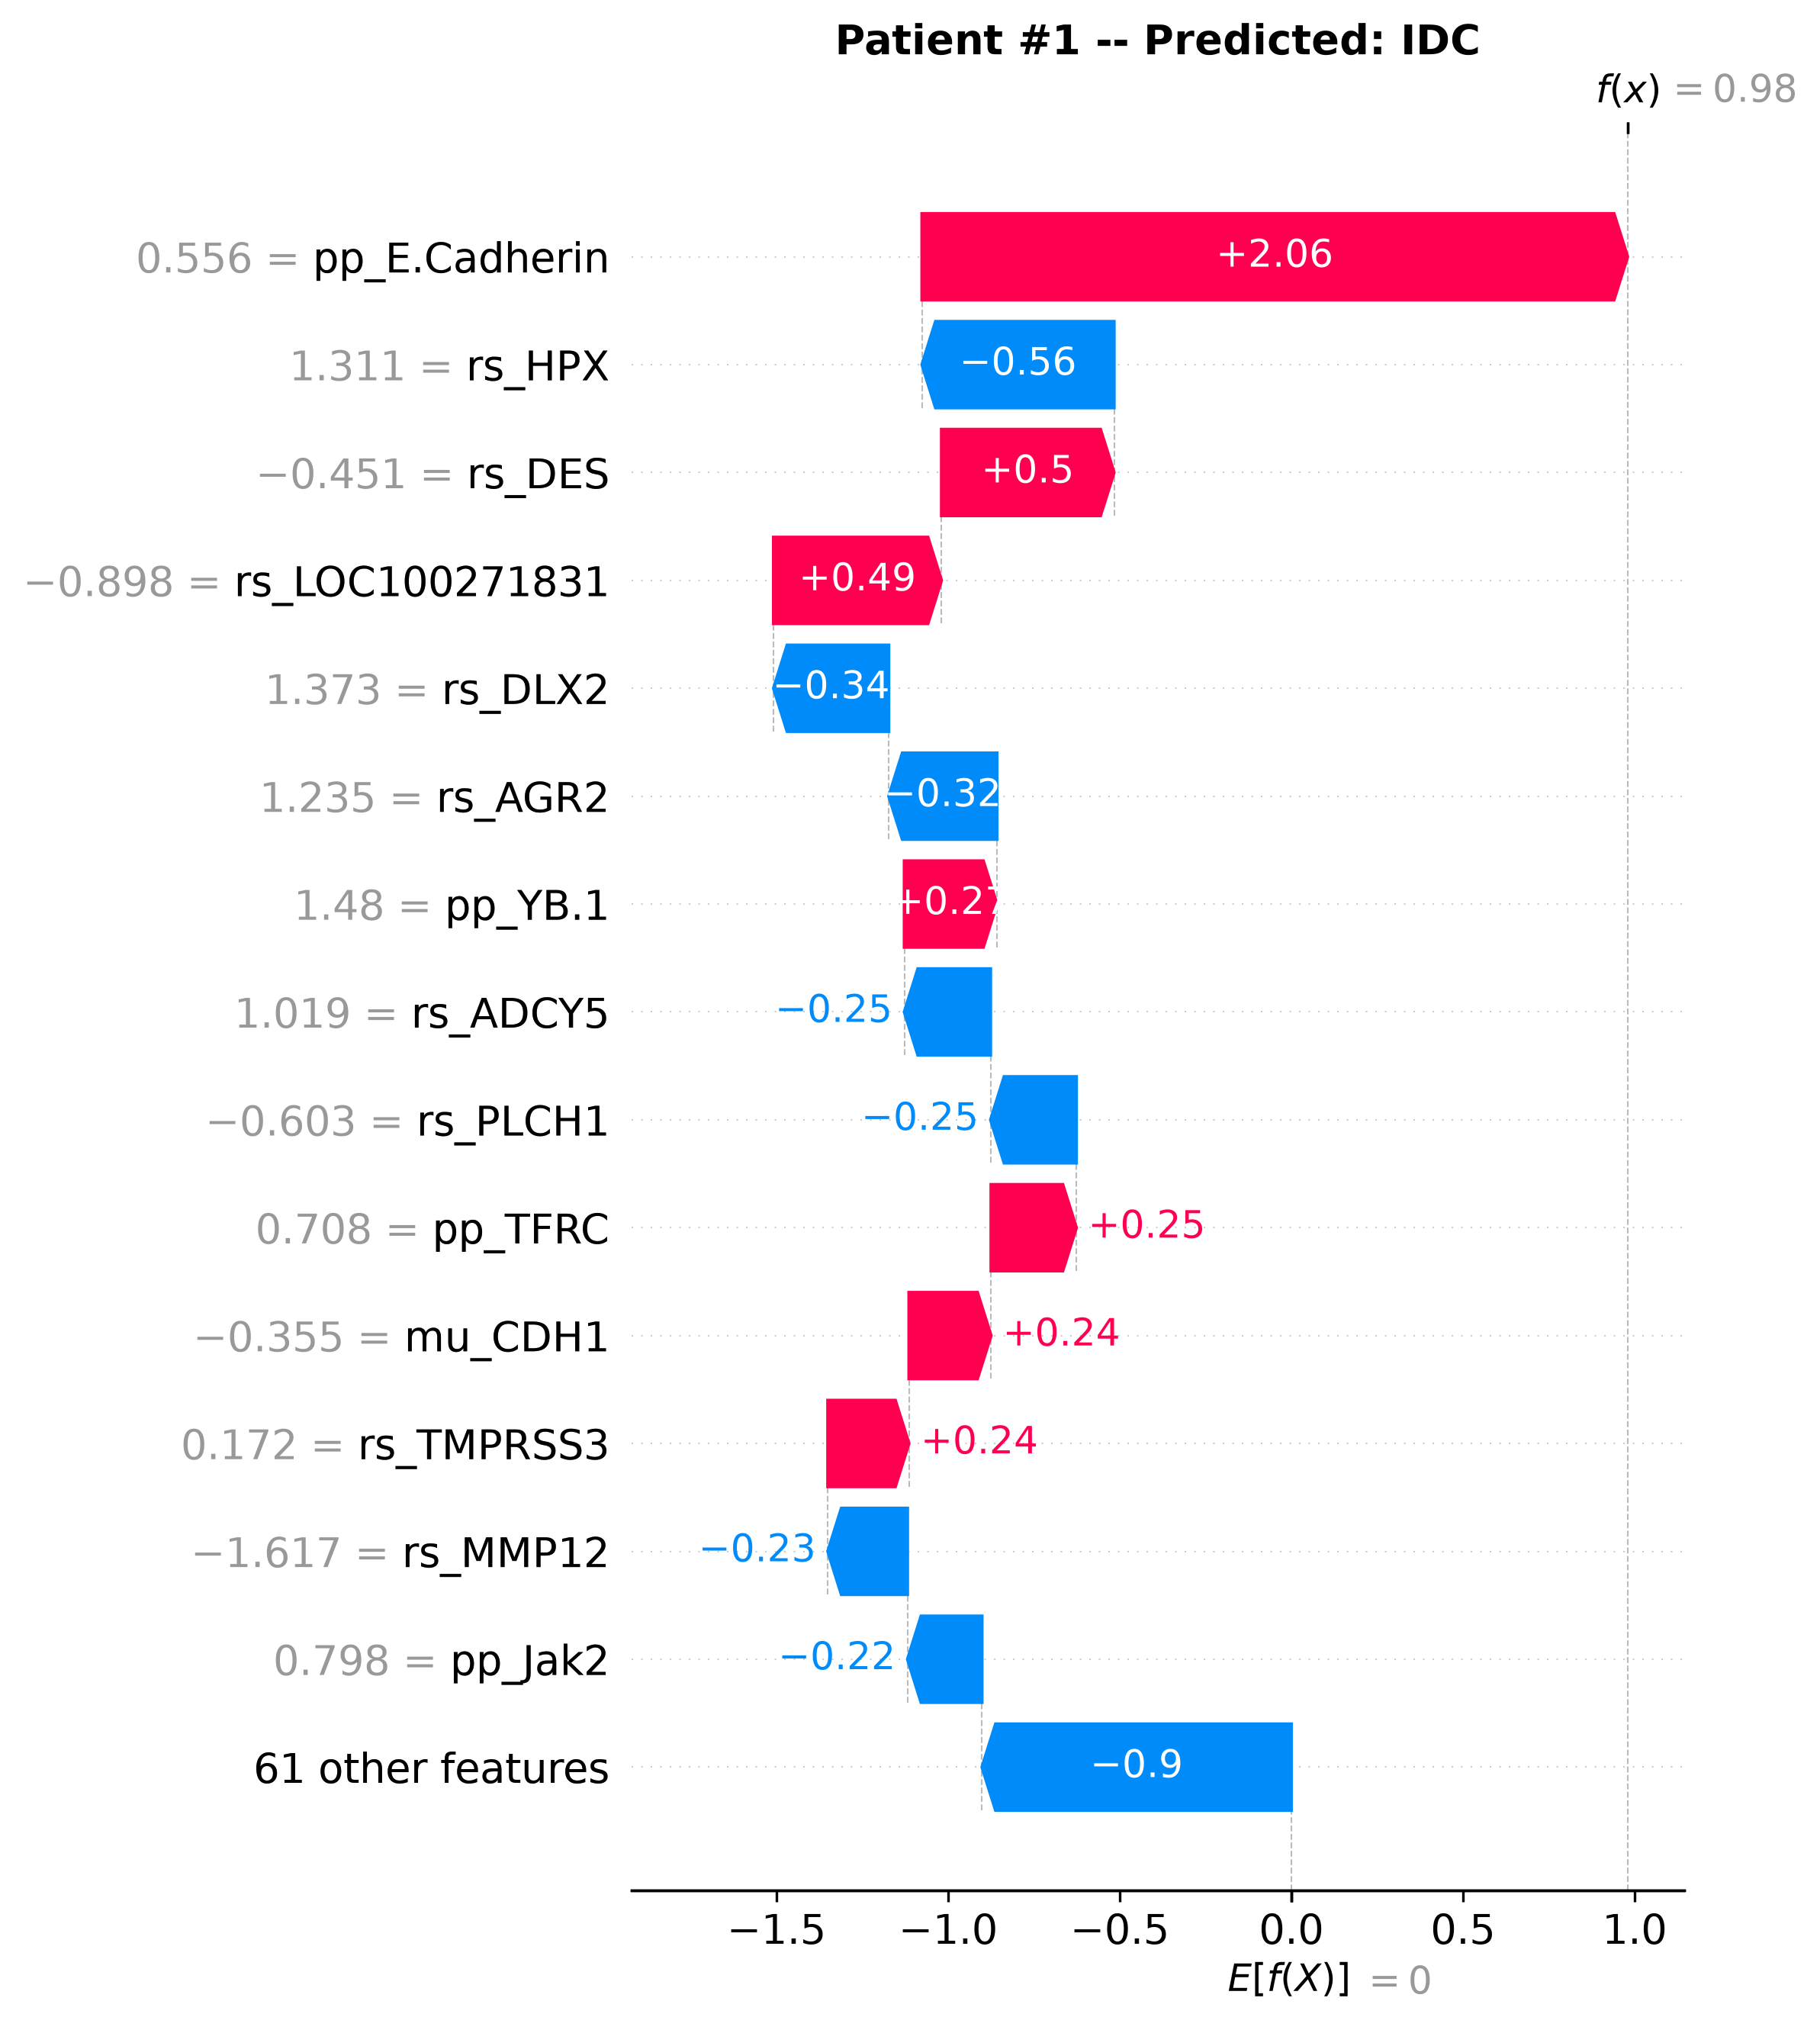 Patient #1 -- Predicted: IDC
f(x) = 0.98
0.556 = pp_E.Cadherin +2.06
1.311 = rs_HPX −0.56
−0.451 = rs_DES +0.5
−0.898 = rs_LOC100271831 +0.49
1.373 = rs_DLX2 −0.34
1.235 = rs_AGR2 −0.32
1.48 = pp_YB.1 +0.27
1.019 = rs_ADCY5 −0.25
−0.603 = rs_PLCH1 −0.25
0.708 = pp_TFRC +0.25
−0.355 = mu_CDH1 +0.24
0.172 = rs_TMPRSS3 +0.24
−1.617 = rs_MMP12 −0.23
0.798 = pp_Jak2 −0.22
61 other features −0.9
−1.5 −1.0 −0.5 0.0 0.5 1.0
E[f(X)] = 0